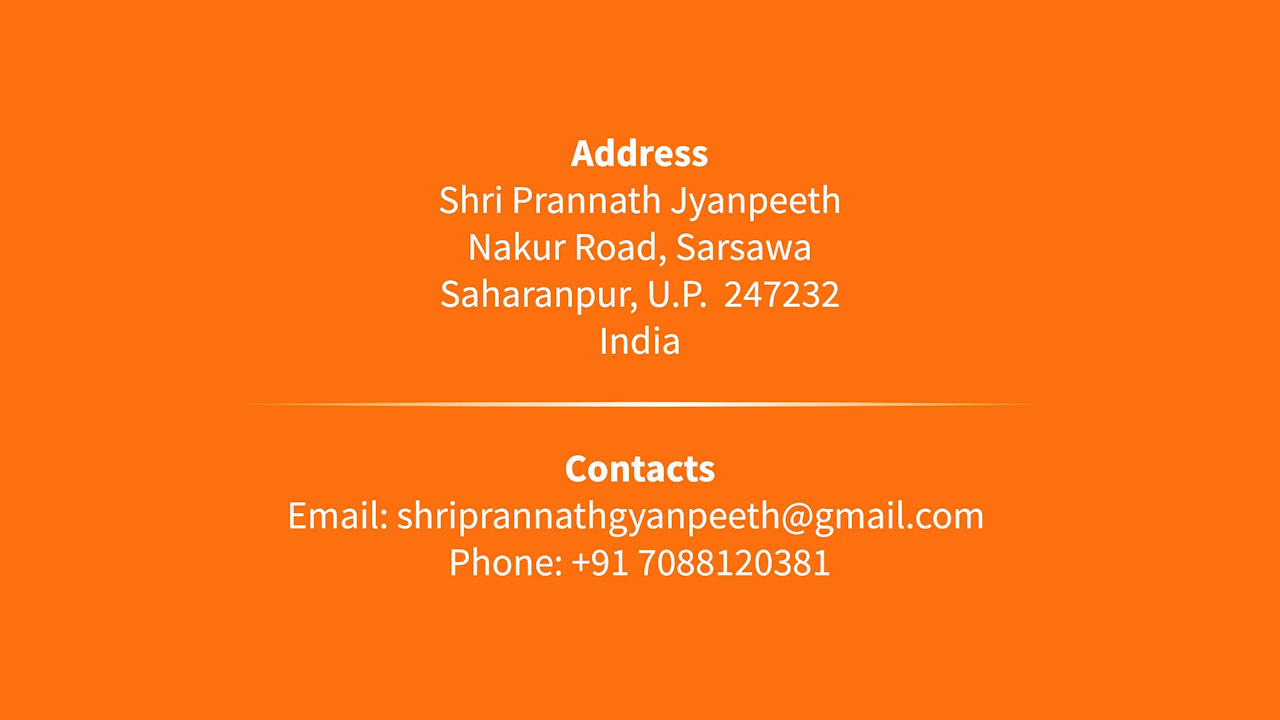 Address
Shri Prannath Jyanpeeth
Nakur Road, Sarsawa
Saharanpur, U.P.  247232
India
Contacts
Email: shriprannathgyanpeeth@gmail.com
Phone: +91 7088120381